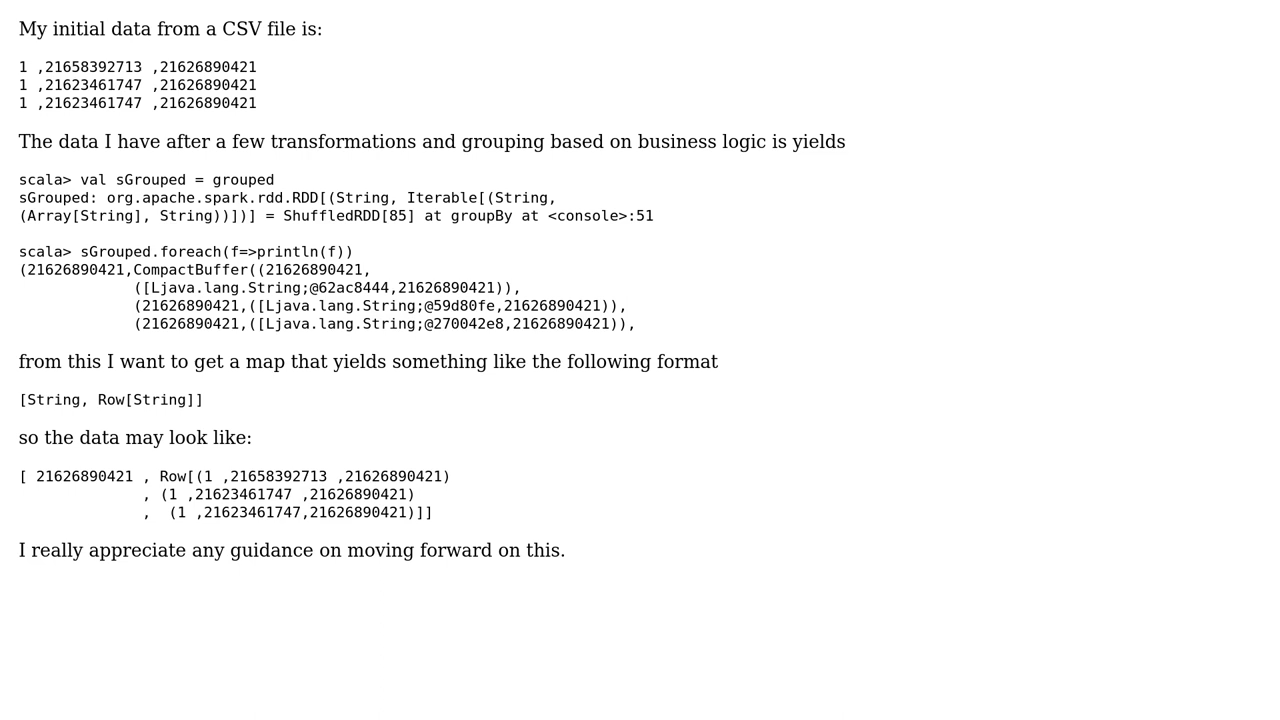 My initial data from a CSV file is:
1 ,21658392713 ,21626890421
1 ,21623461747 ,21626890421
1 ,21623461747 ,21626890421
The data I have after a few transformations and grouping based on business logic is yields
scala> val sGrouped = grouped
sGrouped: org.apache.spark.rdd.RDD[(String, Iterable[(String,
(Array[String], String))])] = ShuffledRDD[85] at groupBy at <console>:51
scala> sGrouped.foreach(f=>println(f))
(21626890421,CompactBuffer((21626890421,
([Ljava.lang.String;@62ac8444,21626890421)),
(21626890421,([Ljava.lang.String;@59d80fe,21626890421)),
(21626890421,([Ljava.lang.String;@270042e8,21626890421)),
from this I want to get a map that yields something like the following format
[String, Row[String]]
so the data may look like:
[ 21626890421 , Row[(1 ,21658392713 ,21626890421)
, (1 ,21623461747 ,21626890421)
,  (1 ,21623461747,21626890421)]]
I really appreciate any guidance on moving forward on this.